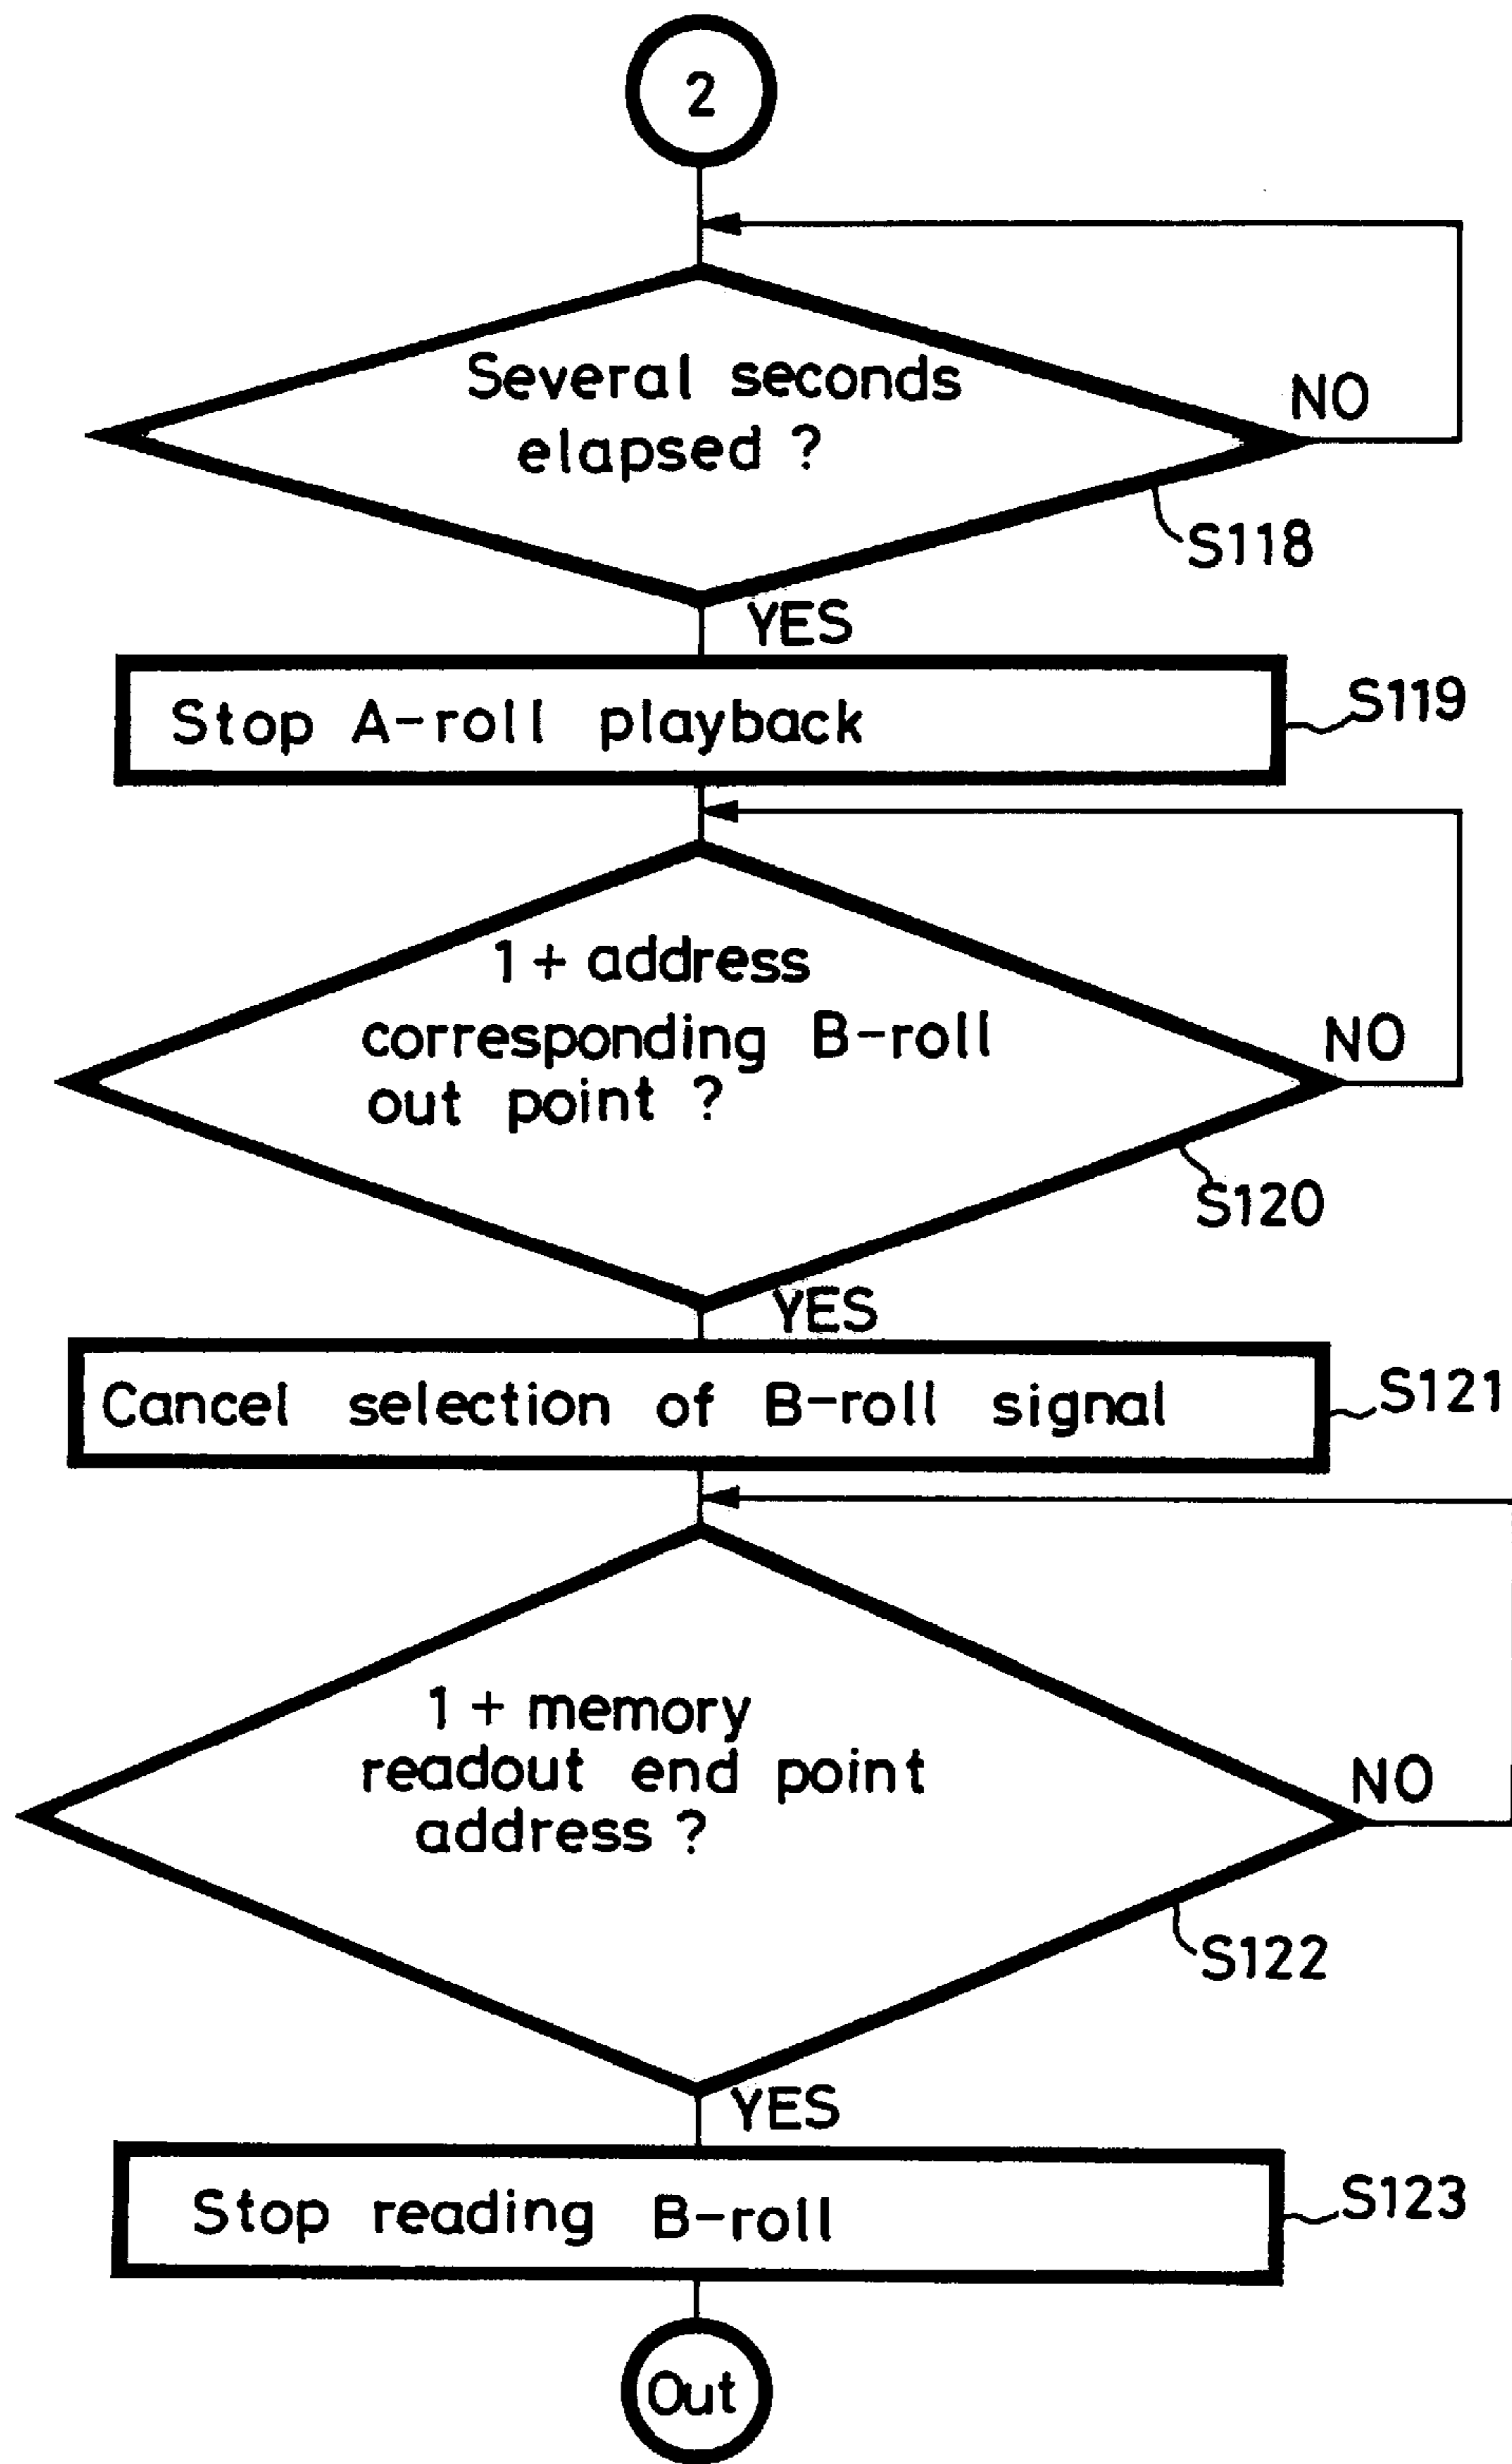 2
Several seconds
elapsed ?
NO
S118
YES
Stop A-roll playback
S119
1 + address
corresponding B-roll
out point ?
NO
S120
YES
Cancel selection of B-roll signal
S121
1 + memory
readout end point
address ?
NO
S122
YES
Stop reading B-roll
S123
Out